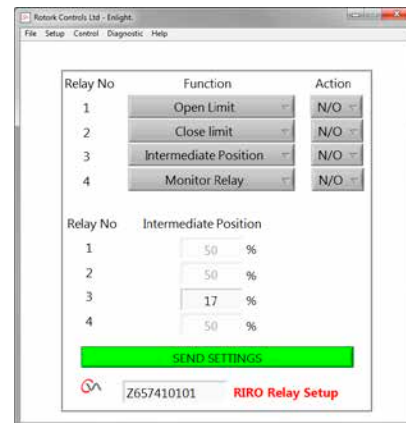 Rotork Controls Ltd - Enlight.
File Setup Control Diagnostic Help
Relay No Function Action
1 Open Limit N/O
2 Close limit N/O
3 Intermediate Position N/O
4 Monitor Relay N/O
Relay No Intermediate Position
1 50 %
2 50 %
3 17 %
4 50 %
SEND SETTINGS
Z657410101 RIRO Relay Setup